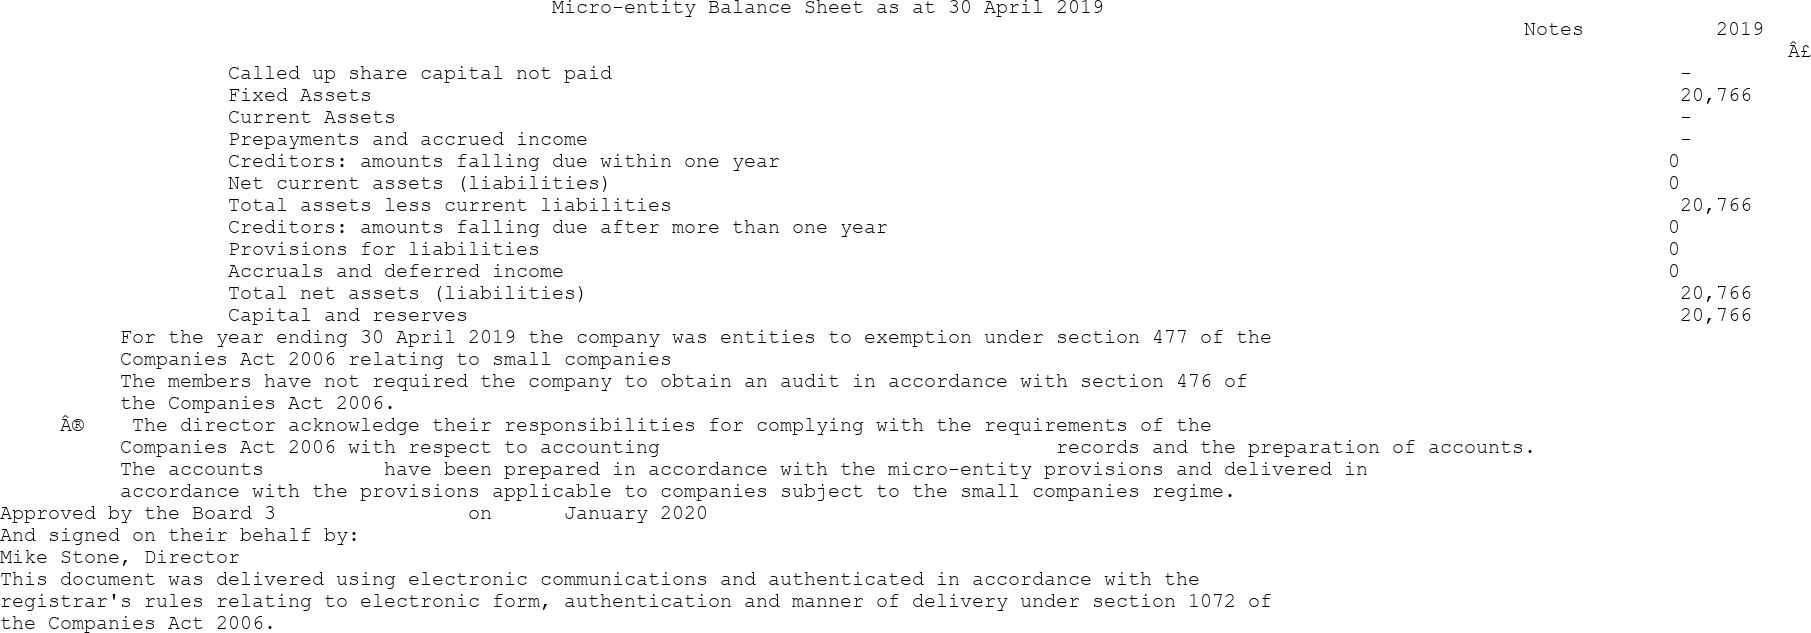 Micro-entity Balance Sheet as at 30 April 2019
Notes 2019
Â£
Called up share capital not paid -
Fixed Assets 20,766
Current Assets -
Prepayments and accrued income -
Creditors: amounts falling due within one year 0
Net current assets (liabilities) 0
Total assets less current liabilities 20,766
Creditors: amounts falling due after more than one year 0
Provisions for liabilities 0
Accruals and deferred income 0
Total net assets (liabilities) 20,766
Capital and reserves 20,766
For the year ending 30 April 2019 the company was entities to exemption under section 477 of the
Companies Act 2006 relating to small companies
The members have not required the company to obtain an audit in accordance with section 476 of
the Companies Act 2006.
Â® The director acknowledge their responsibilities for complying with the requirements of the
Companies Act 2006 with respect to accounting records and the preparation of accounts.
The accounts have been prepared in accordance with the micro-entity provisions and delivered in
accordance with the provisions applicable to companies subject to the small companies regime.
Approved by the Board 3 on January 2020
And signed on their behalf by:
Mike Stone, Director
This document was delivered using electronic communications and authenticated in accordance with the
registrar's rules relating to electronic form, authentication and manner of delivery under section 1072 of
the Companies Act 2006.